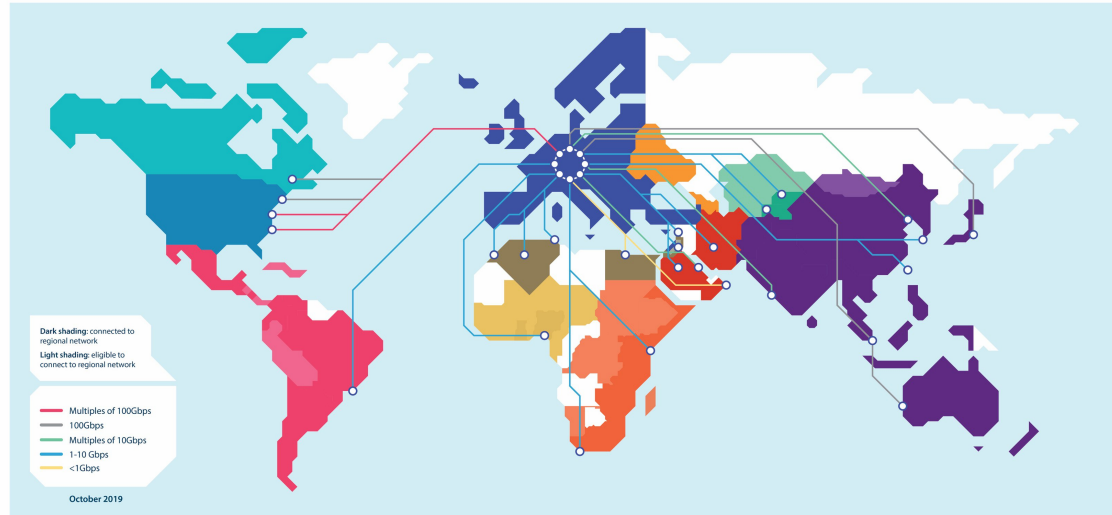 Dark shading: connected to
regional network
Light shading: eligible to
connect to regional network
Multiples of 100Gbps
100Gbps
Multiples of 10Gbps
1-10 Gbps
<1Gbps
October 2019